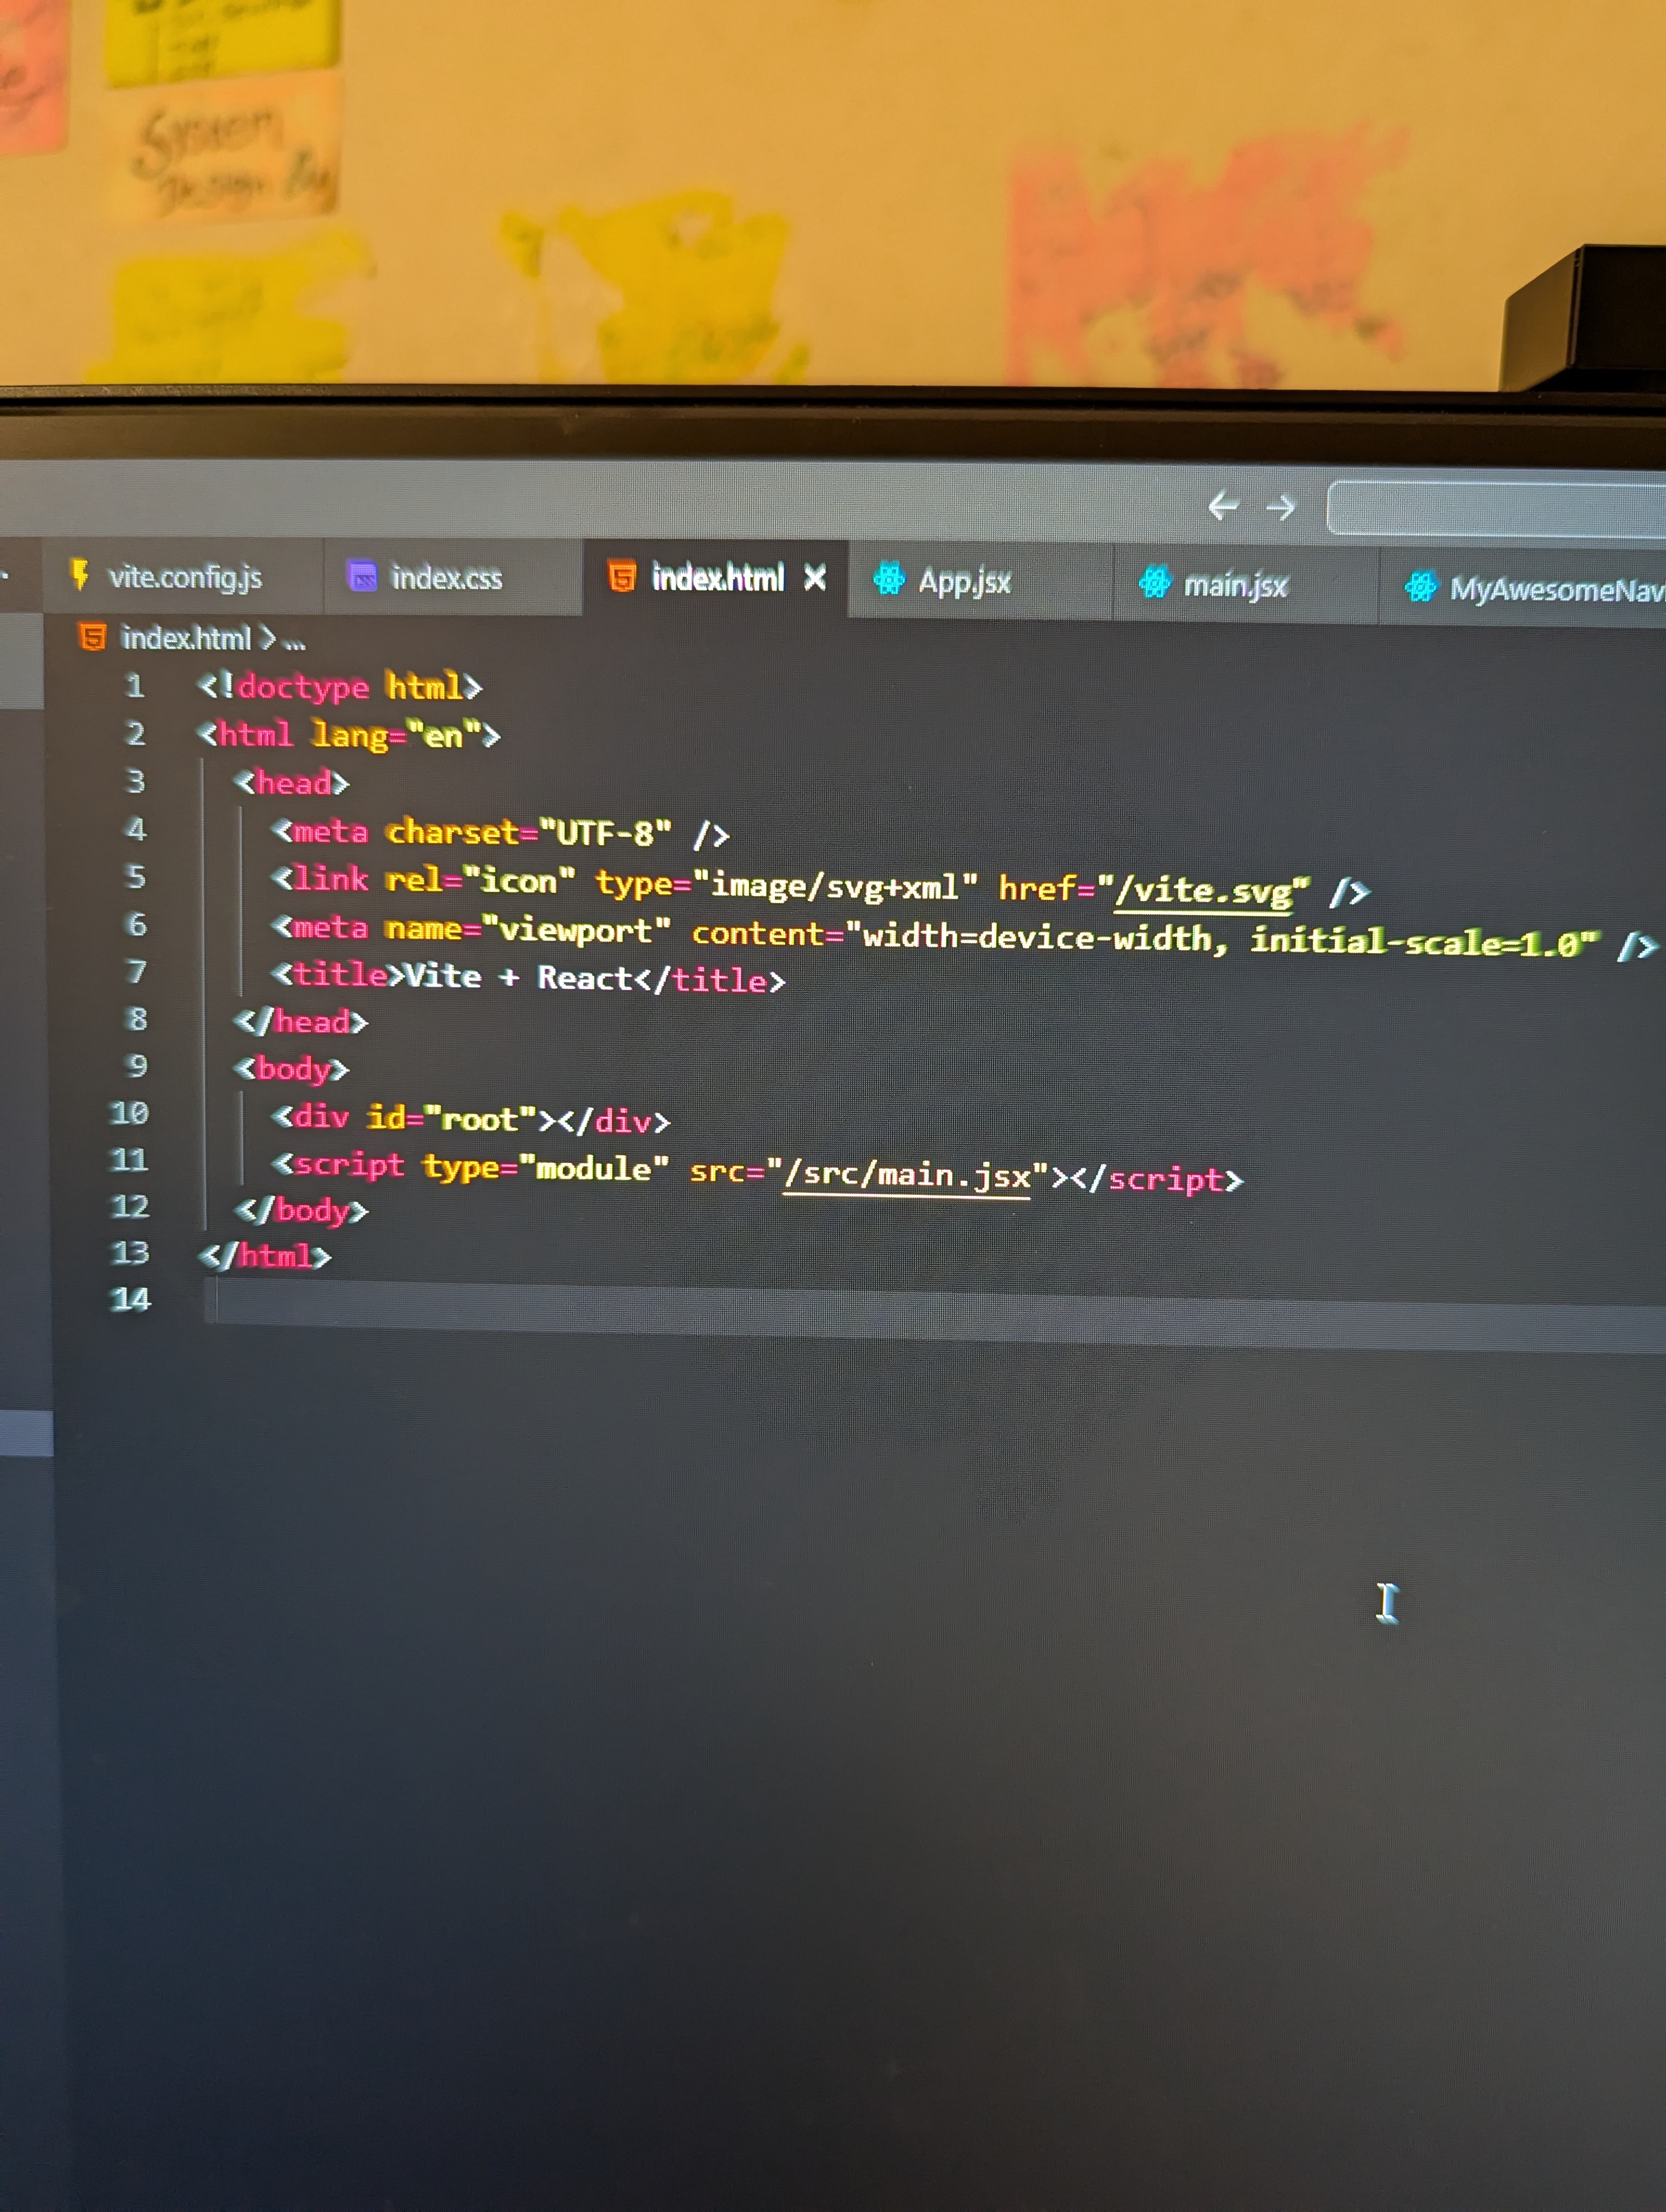 System
Design
vite.config.js index.css index.html App.jsx main.jsx MyAwesomeNav
index.html > ...
1 <!doctype html>
2 <html lang="en">
3 <head>
4 <meta charset="UTF-8" />
5 <link rel="icon" type="image/svg+xml" href="/vite.svg" />
6 <meta name="viewport" content="width=device-width, initial-scale=1.0" />
7 <title>Vite + React</title>
8 </head>
9 <body>
10 <div id="root"></div>
11 <script type="module" src="/src/main.jsx"></script>
12 </body>
13 </html>
14